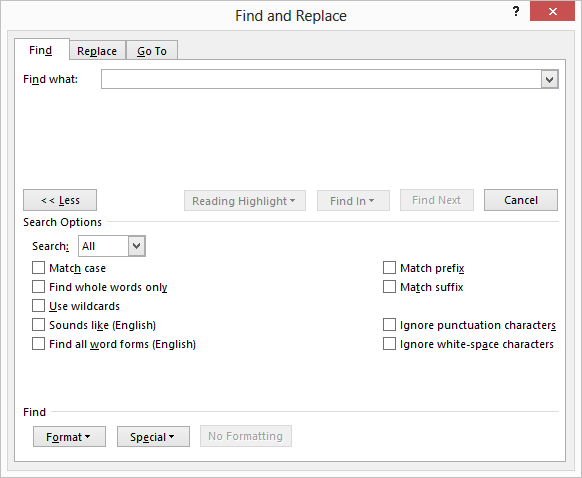 Find and Replace ?
Find Replace Go To
Find what:
<< Less Reading Highlight Find In Find Next Cancel
Search Options
Search: All
Match case Match prefix
Find whole words only Match suffix
Use wildcards
Sounds like (English) Ignore punctuation characters
Find all word forms (English) Ignore white-space characters
Find
Format Special No Formatting